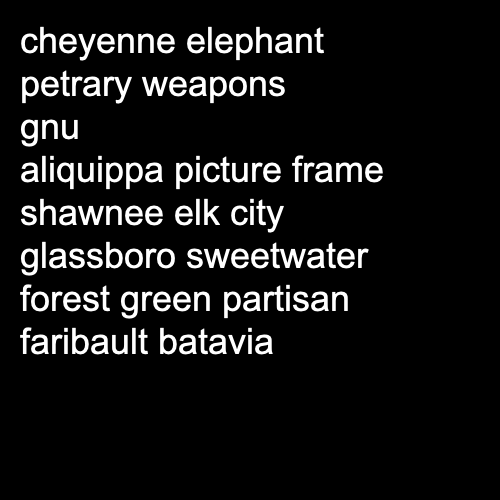 cheyenne elephant
petrary weapons
gnu
aliquippa picture frame
shawnee elk city
glassboro sweetwater
forest green partisan
faribault batavia